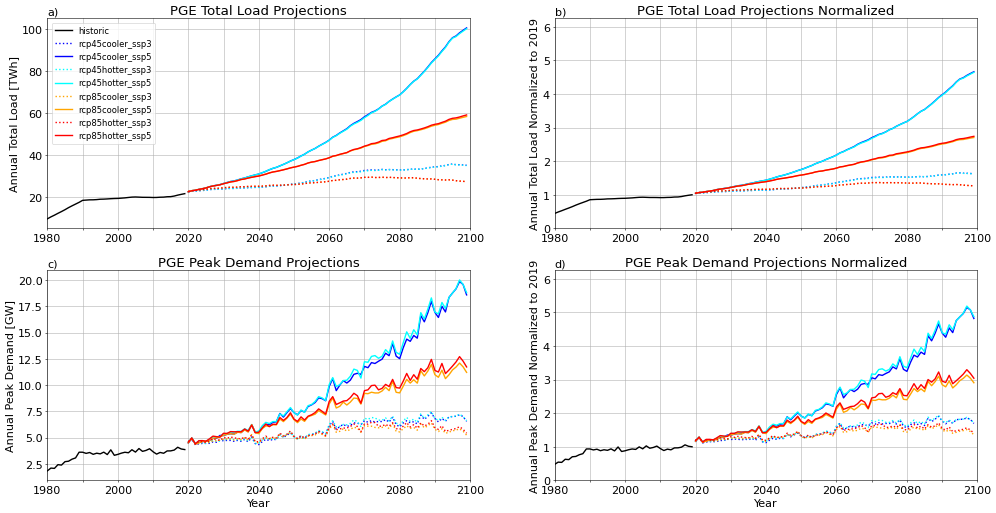 a)
PGE Total Load Projections
Annual Total Load [TWh]
100
80
60
40
20
historic
rcp45cooler_ssp3
rcp45cooler_ssp5
rcp45hotter_ssp3
rcp45hotter_ssp5
rcp85cooler_ssp3
rcp85cooler_ssp5
rcp85hotter_ssp3
rcp85hotter_ssp5
1980 2000 2020 2040 2060 2080 2100
b)
PGE Total Load Projections Normalized
Annual Total Load Normalized to 2019
6
5
4
3
2
1
0
1980 2000 2020 2040 2060 2080 2100
c)
PGE Peak Demand Projections
Annual Peak Demand [GW]
20.0
17.5
15.0
12.5
10.0
7.5
5.0
2.5
1980 2000 2020 2040 2060 2080 2100
Year
d)
PGE Peak Demand Projections Normalized
Annual Peak Demand Normalized to 2019
6
5
4
3
2
1
0
1980 2000 2020 2040 2060 2080 2100
Year